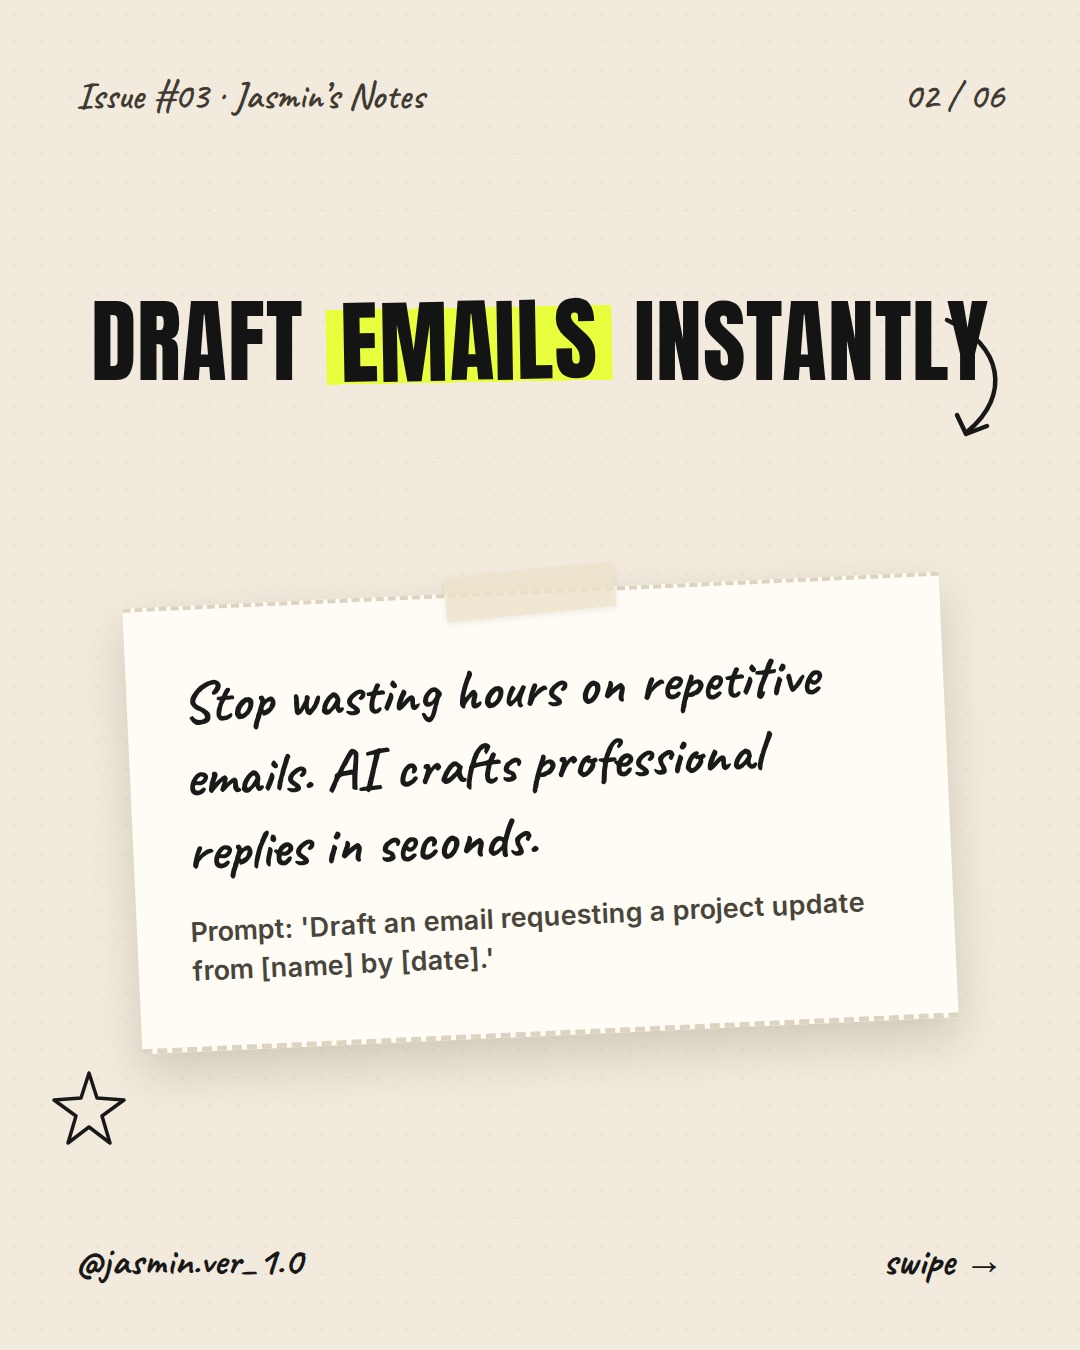 Issue #03 · Jasmin's Notes
02 / 06
DRAFT EMAILS INSTANTLY
Stop wasting hours on repetitive
emails. AI crafts professional
replies in seconds.
Prompt: 'Draft an email requesting a project update
from [name] by [date].'
@jasmin.ver_1.0
swipe →